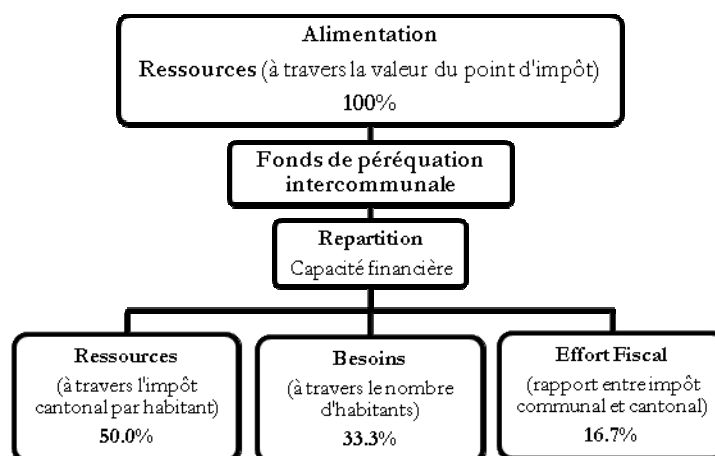 Alimentation
Ressources (à travers la valeur du point d'impôt)
100%
Fonds de péréquation
intercommunale
Repartition
Capacité financière
Ressources
(à travers l'impôt
cantonal par habitant)
50.0%
Besoins
(à travers le nombre
d'habitants)
33.3%
Effort Fiscal
(rapport entre impôt
communal et cantonal)
16.7%